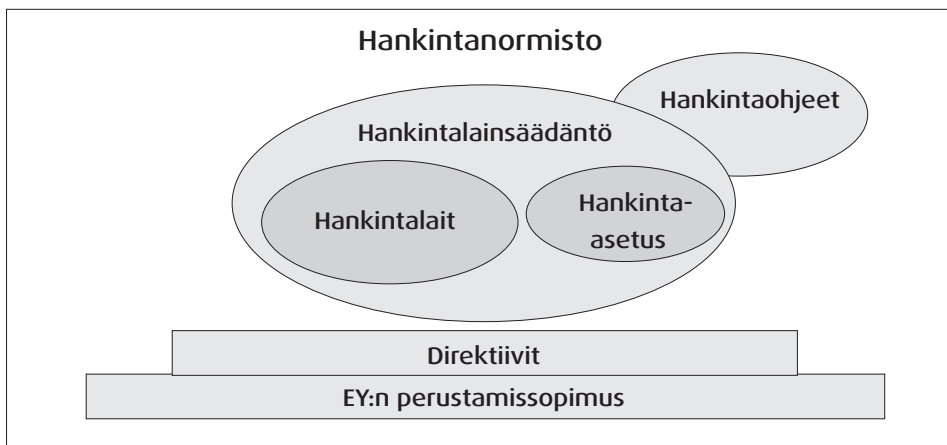 Hankintanormisto
Hankintaohjeet
Hankintalainsäädäntö
Hankintalait
Hankinta-
asetus
Direktiivit
EY:n perustamissopimus